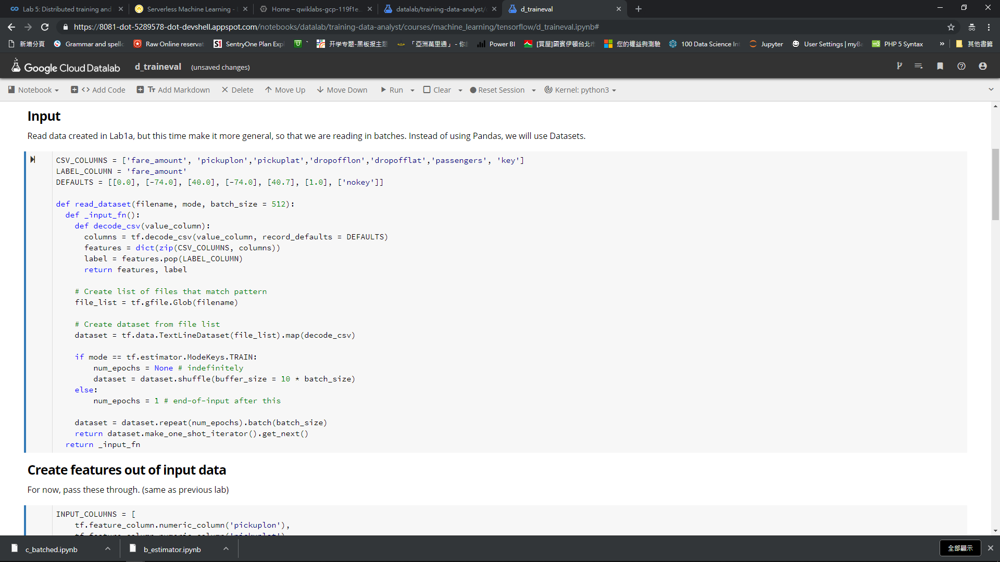 Lab 5: Distributed training and
Serverless Machine Learning -
Home – qwiklabs-gcp-119f1e
datalab/training-data-analyst/
d_traineval
https://8081-dot-5289578-dot-devshell.appspot.com/notebooks/datalab/training-data-analyst/courses/machine_learning/tensorflow/d_traineval.ipynb#
新增分頁
Grammar and spell
Raw Online reserva
SentryOne Plan Exp
开学专题-黑板报主题
「亞洲萬里通」 - 你
Power BI
[買屋]國賓伊頓台北市
您的權益與測驗
100 Data Science In
Jupyter
User Settings | myB
PHP 5 Syntax
»
其他書籤
Google Cloud Datalab
d_traineval
(unsaved changes)
Notebook
<> Add Code
Tт Add Markdown
Delete
Move Up
Move Down
Run
Clear
Reset Session
Kernel: python3
Input
Read data created in Lab1a, but this time make it more general, so that we are reading in batches. Instead of using Pandas, we will use Datasets.
CSV_COLUMNS = ['fare_amount', 'pickuplon','pickuplat','dropofflon','dropofflat','passengers', 'key']
LABEL_COLUMN = 'fare_amount'
DEFAULTS = [[0.0], [-74.0], [40.0], [-74.0], [40.7], [1.0], ['nokey']]
def read_dataset(filename, mode, batch_size = 512):
def _input_fn():
def decode_csv(value_column):
columns = tf.decode_csv(value_column, record_defaults = DEFAULTS)
features = dict(zip(CSV_COLUMNS, columns))
label = features.pop(LABEL_COLUMN)
return features, label
# Create list of files that match pattern
file_list = tf.gfile.Glob(filename)
# Create dataset from file list
dataset = tf.data.TextLineDataset(file_list).map(decode_csv)
if mode == tf.estimator.ModeKeys.TRAIN:
num_epochs = None # indefinitely
dataset = dataset.shuffle(buffer_size = 10 * batch_size)
else:
num_epochs = 1 # end-of-input after this
dataset = dataset.repeat(num_epochs).batch(batch_size)
return dataset.make_one_shot_iterator().get_next()
return _input_fn
Create features out of input data
For now, pass these through. (same as previous lab)
INPUT_COLUMNS = [
tf.feature_column.numeric_column('pickuplon'),
tf.feature_column.numeric_column('pickuplat'),
c_batched.ipynb
b_estimator.ipynb
全部顯示